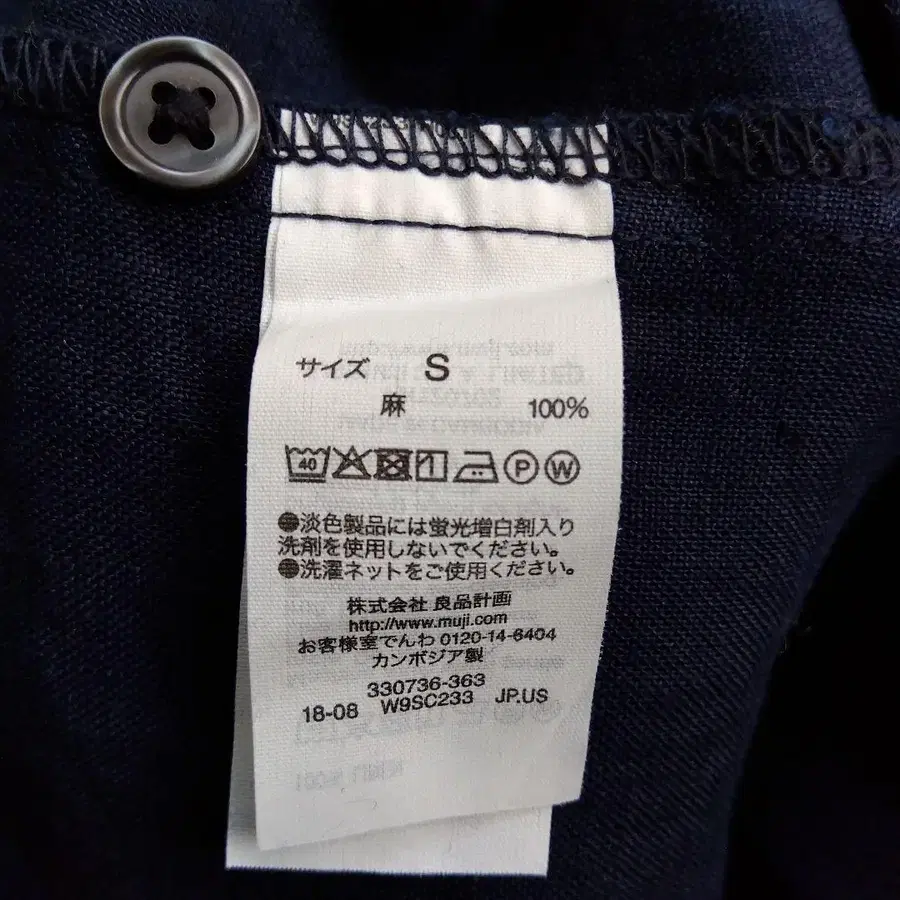 サイズ S
麻 100%
40 P W
●淡色製品には蛍光増白剤入り
洗剤を使用しないでください。
●洗濯ネットをご使用ください。
株式会社 良品計画
http://www.muji.com
お客様室でんわ 0120-14-6404
カンボジア製
330736-363
18-08 W9SC233 JP.US